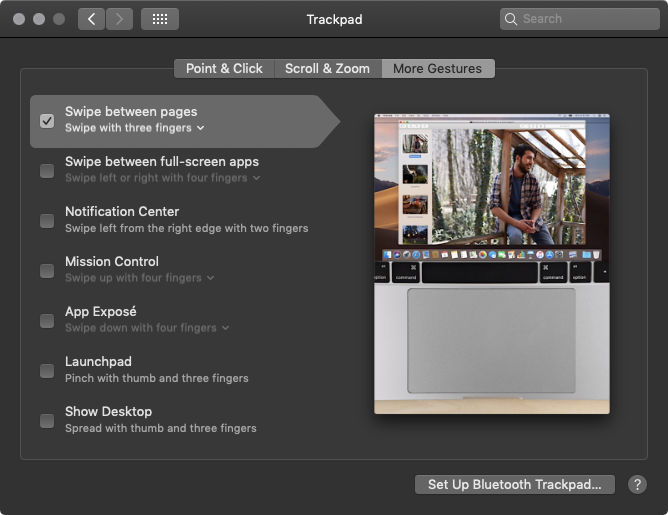 Trackpad
Search
Point & Click
Scroll & Zoom
More Gestures
Swipe between pages
Swipe with three fingers
Swipe between full-screen apps
Swipe left or right with four fingers
Notification Center
Swipe left from the right edge with two fingers
Mission Control
Swipe up with four fingers
App Exposé
Swipe down with four fingers
Launchpad
Pinch with thumb and three fingers
Show Desktop
Spread with thumb and three fingers
⌘
⌘
option
command
command
option
Set Up Bluetooth Trackpad...
?